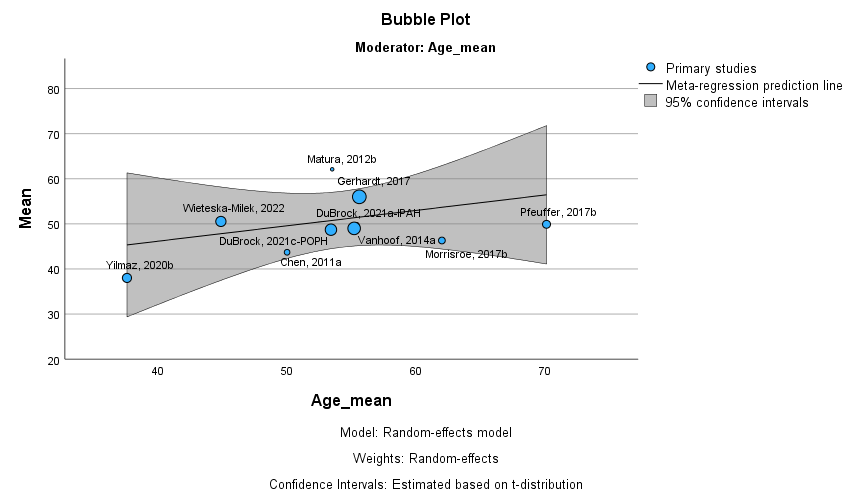 Bubble Plot
Moderator: Age_mean
Primary studies
Meta-regression prediction line
95% confidence intervals
80
70
60
50
40
30
20
Mean
Matura, 2012b
Gerhardt, 2017
Wieteska-Milek, 2022
DuBrock, 2021a-IPAH
Pfeuffer, 2017b
DuBrock, 2021c-POPH
Vanhoof, 2014a
Morrisroe, 2017b
Chen, 2011a
Yilmaz, 2020b
40
50
60
70
Age_mean
Model: Random-effects model
Weights: Random-effects
Confidence Intervals: Estimated based on t-distribution